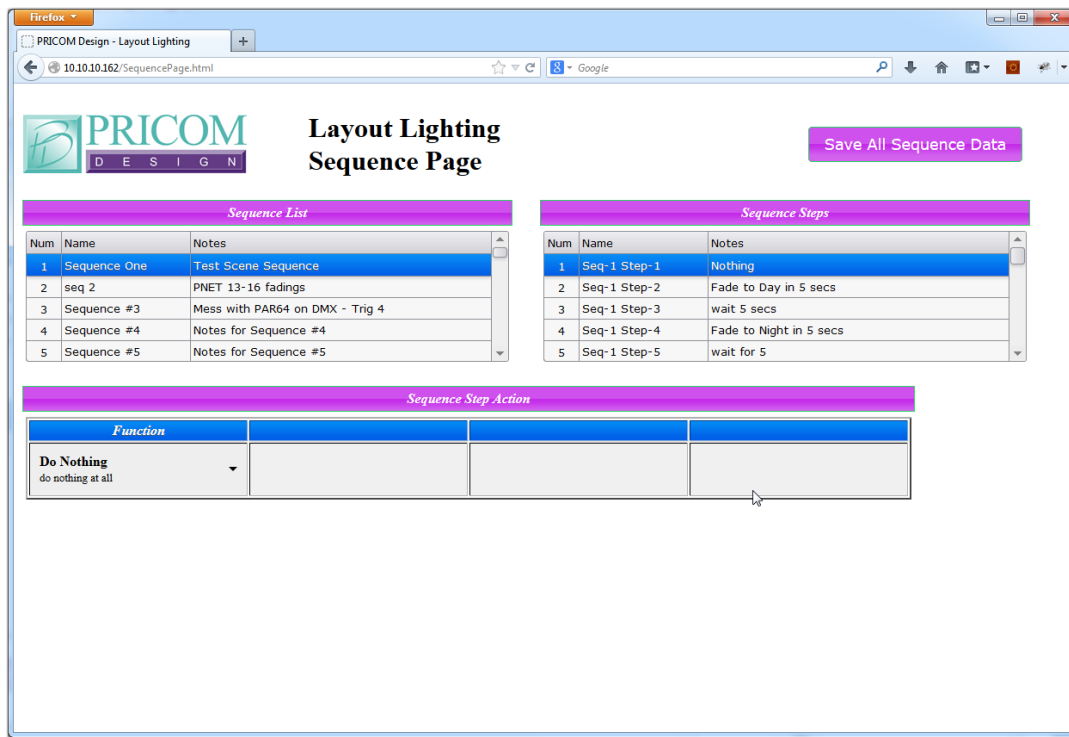 Firefox
PRICOM Design - Layout Lighting
10.10.10.162/SequencePage.html
Google
PRICOM
DESIGN
Layout Lighting
Sequence Page
Save All Sequence Data
Sequence List
Num Name Notes
1 Sequence One Test Scene Sequence
2 seq 2 PNET 13-16 fadings
3 Sequence #3 Mess with PAR64 on DMX - Trig 4
4 Sequence #4 Notes for Sequence #4
5 Sequence #5 Notes for Sequence #5
Sequence Steps
Num Name Notes
1 Seq-1 Step-1 Nothing
2 Seq-1 Step-2 Fade to Day in 5 secs
3 Seq-1 Step-3 wait 5 secs
4 Seq-1 Step-4 Fade to Night in 5 secs
5 Seq-1 Step-5 wait for 5
Sequence Step Action
Function
Do Nothing
do nothing at all